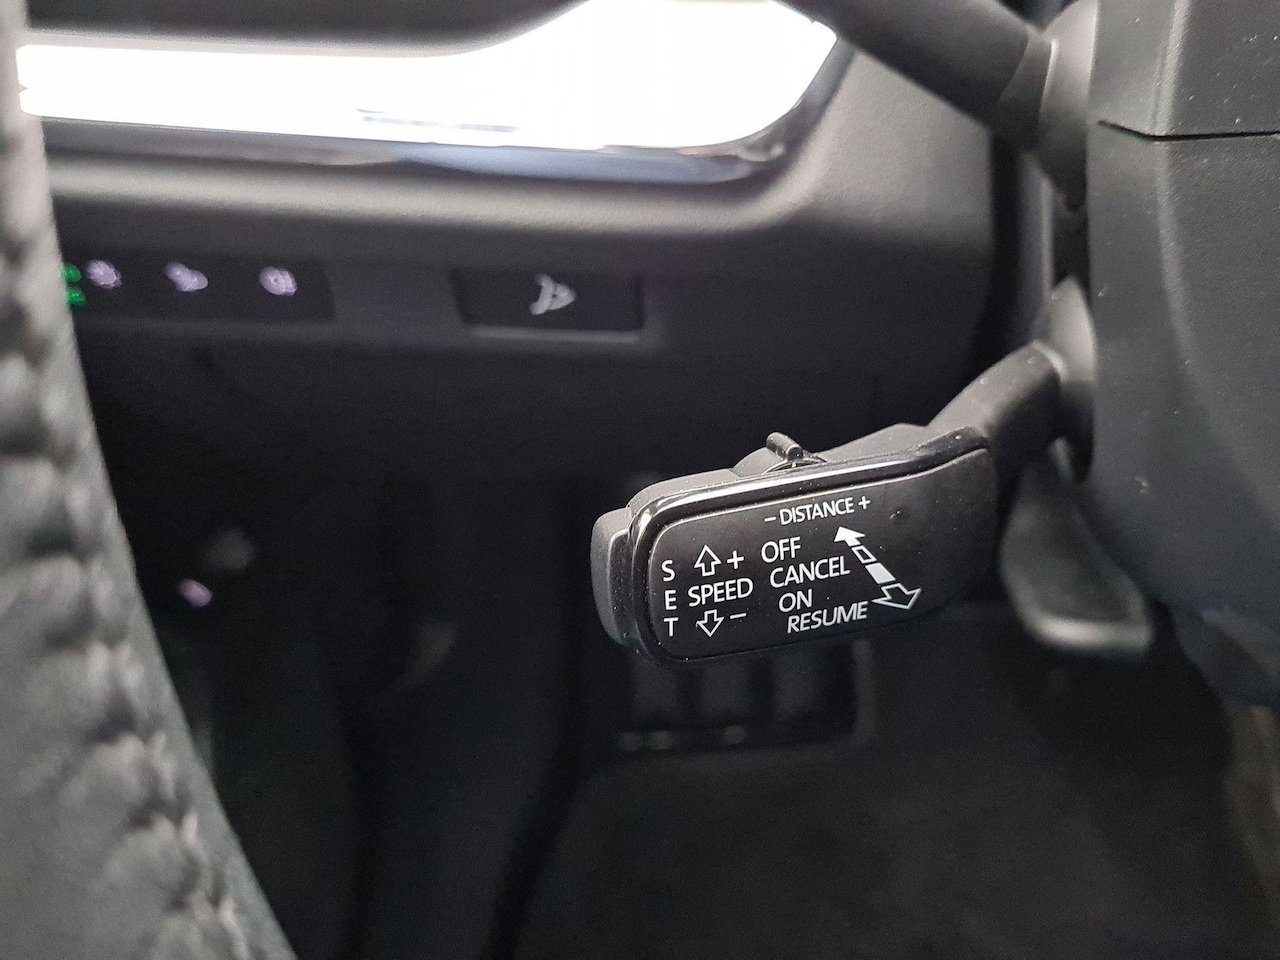 - DISTANCE +
S + OFF
E SPEED CANCEL
T - ON
RESUME